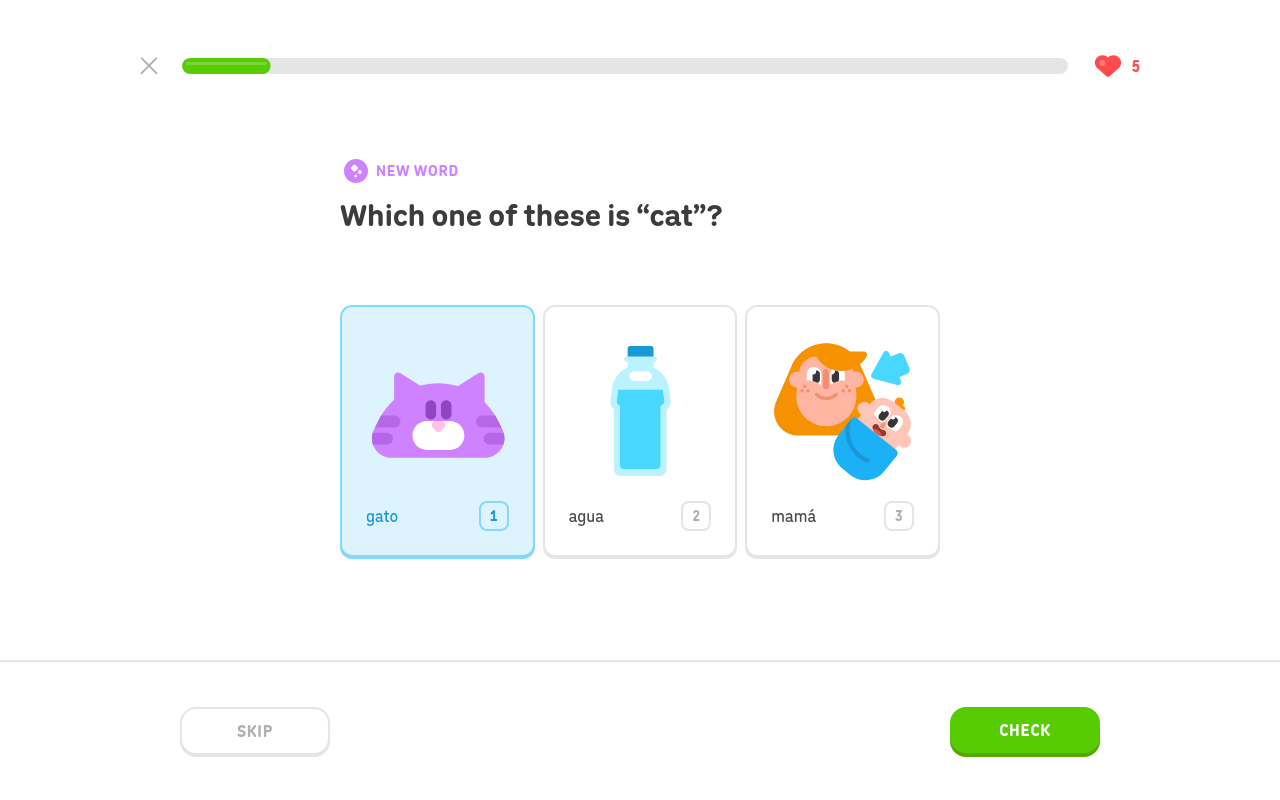 5
NEW WORD
Which one of these is “cat”?
gato 1
agua 2
mamá 3
SKIP
CHECK